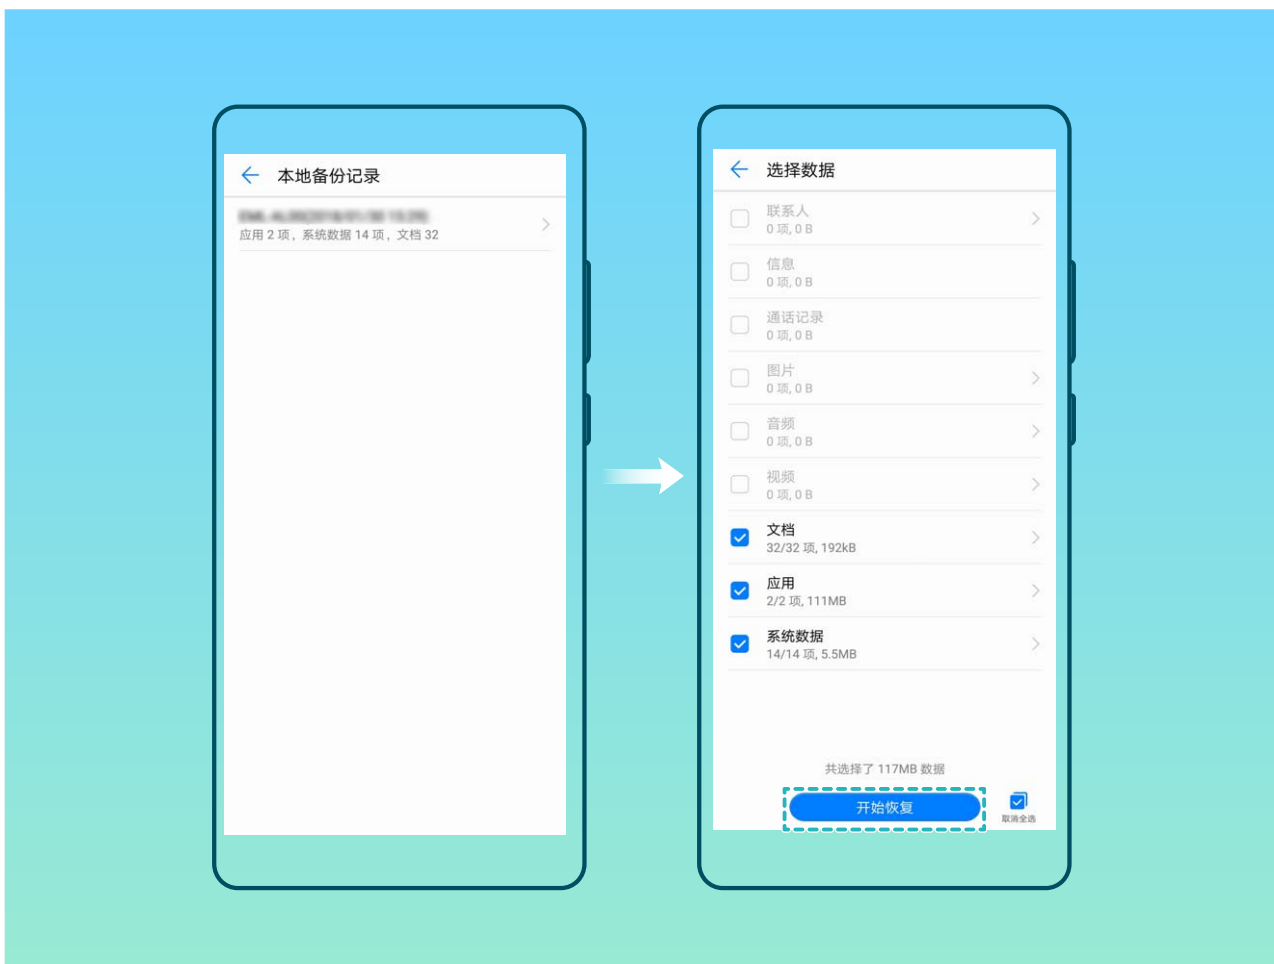 本地备份记录
应用 2 项，系统数据 14 项，文档 32
选择数据
联系人
0 项, 0 B
信息
0 项, 0 B
通话记录
0 项, 0 B
图片
0 项, 0 B
音频
0 项, 0 B
视频
0 项, 0 B
文档
32/32 项, 192kB
应用
2/2 项, 111MB
系统数据
14/14 项, 5.5MB
共选择了 117MB 数据
开始恢复
取消全选